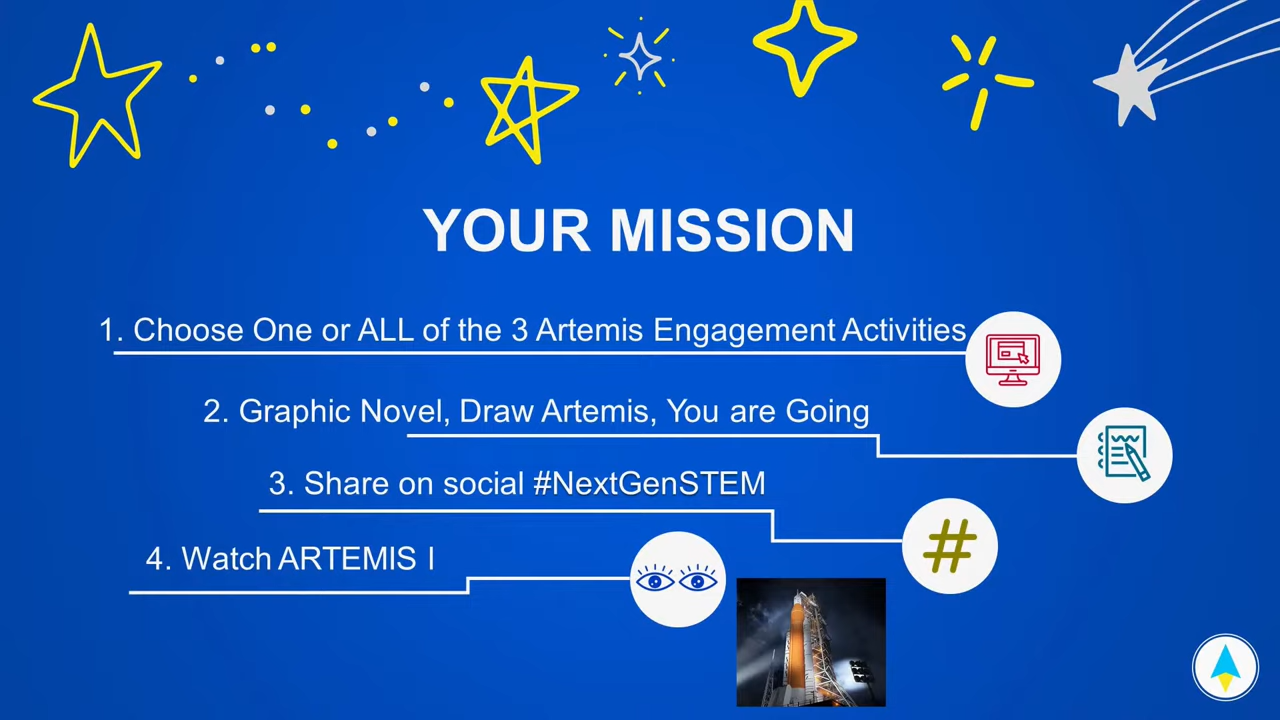 YOUR MISSION
1. Choose One or ALL of the 3 Artemis Engagement Activities
2. Graphic Novel, Draw Artemis, You are Going
3. Share on social #NextGenSTEM
4. Watch ARTEMIS I
#